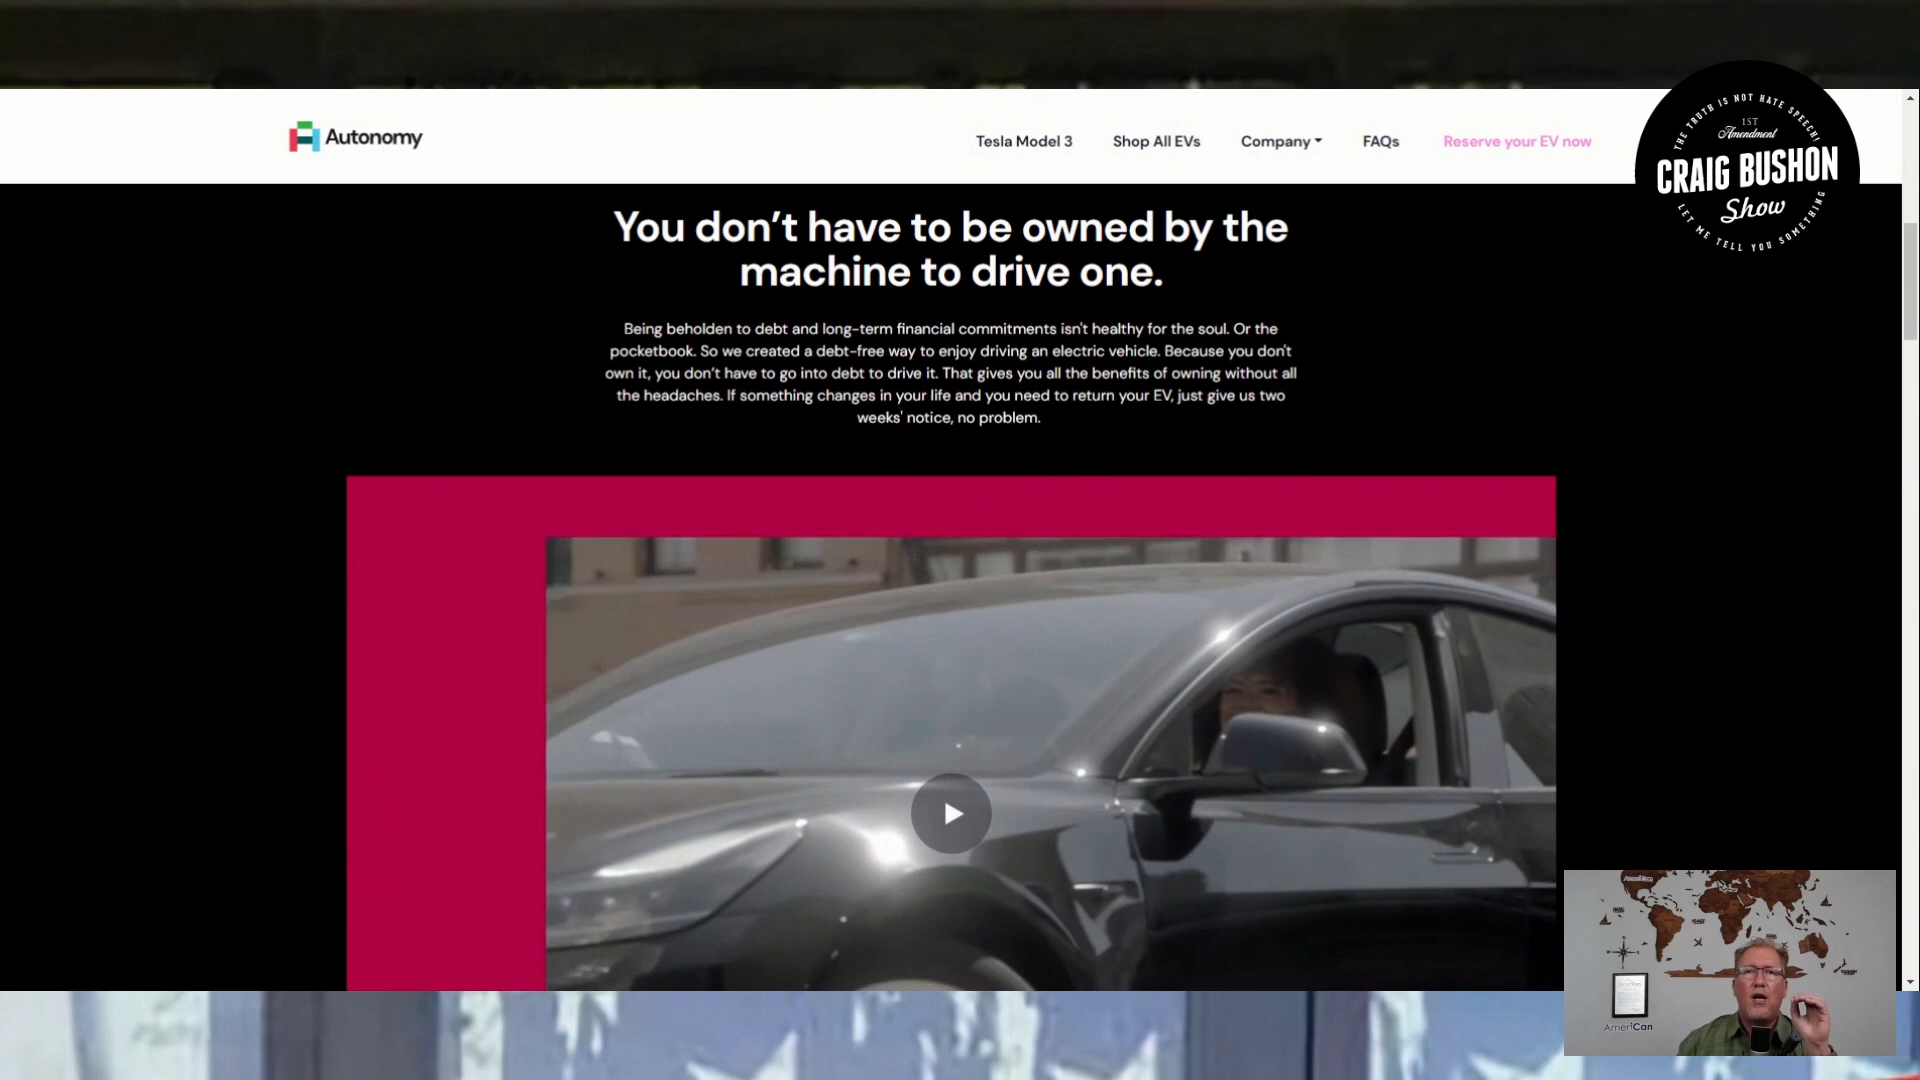 Autonomy
Tesla Model 3
Shop All EVs
Company
FAQs
Reserve your EV now
THE TRUTH IS NOT HATE SPEECH!
1ST
Amendment
CRAIG BUSHON
Show
LET ME TELL YOU SOMETHING
You don’t have to be owned by the
machine to drive one.
Being beholden to debt and long-term financial commitments isn't healthy for the soul. Or the
pocketbook. So we created a debt-free way to enjoy driving an electric vehicle. Because you don't
own it, you don’t have to go into debt to drive it. That gives you all the benefits of owning without all
the headaches. If something changes in your life and you need to return your EV, just give us two
weeks' notice, no problem.
AmeriCan